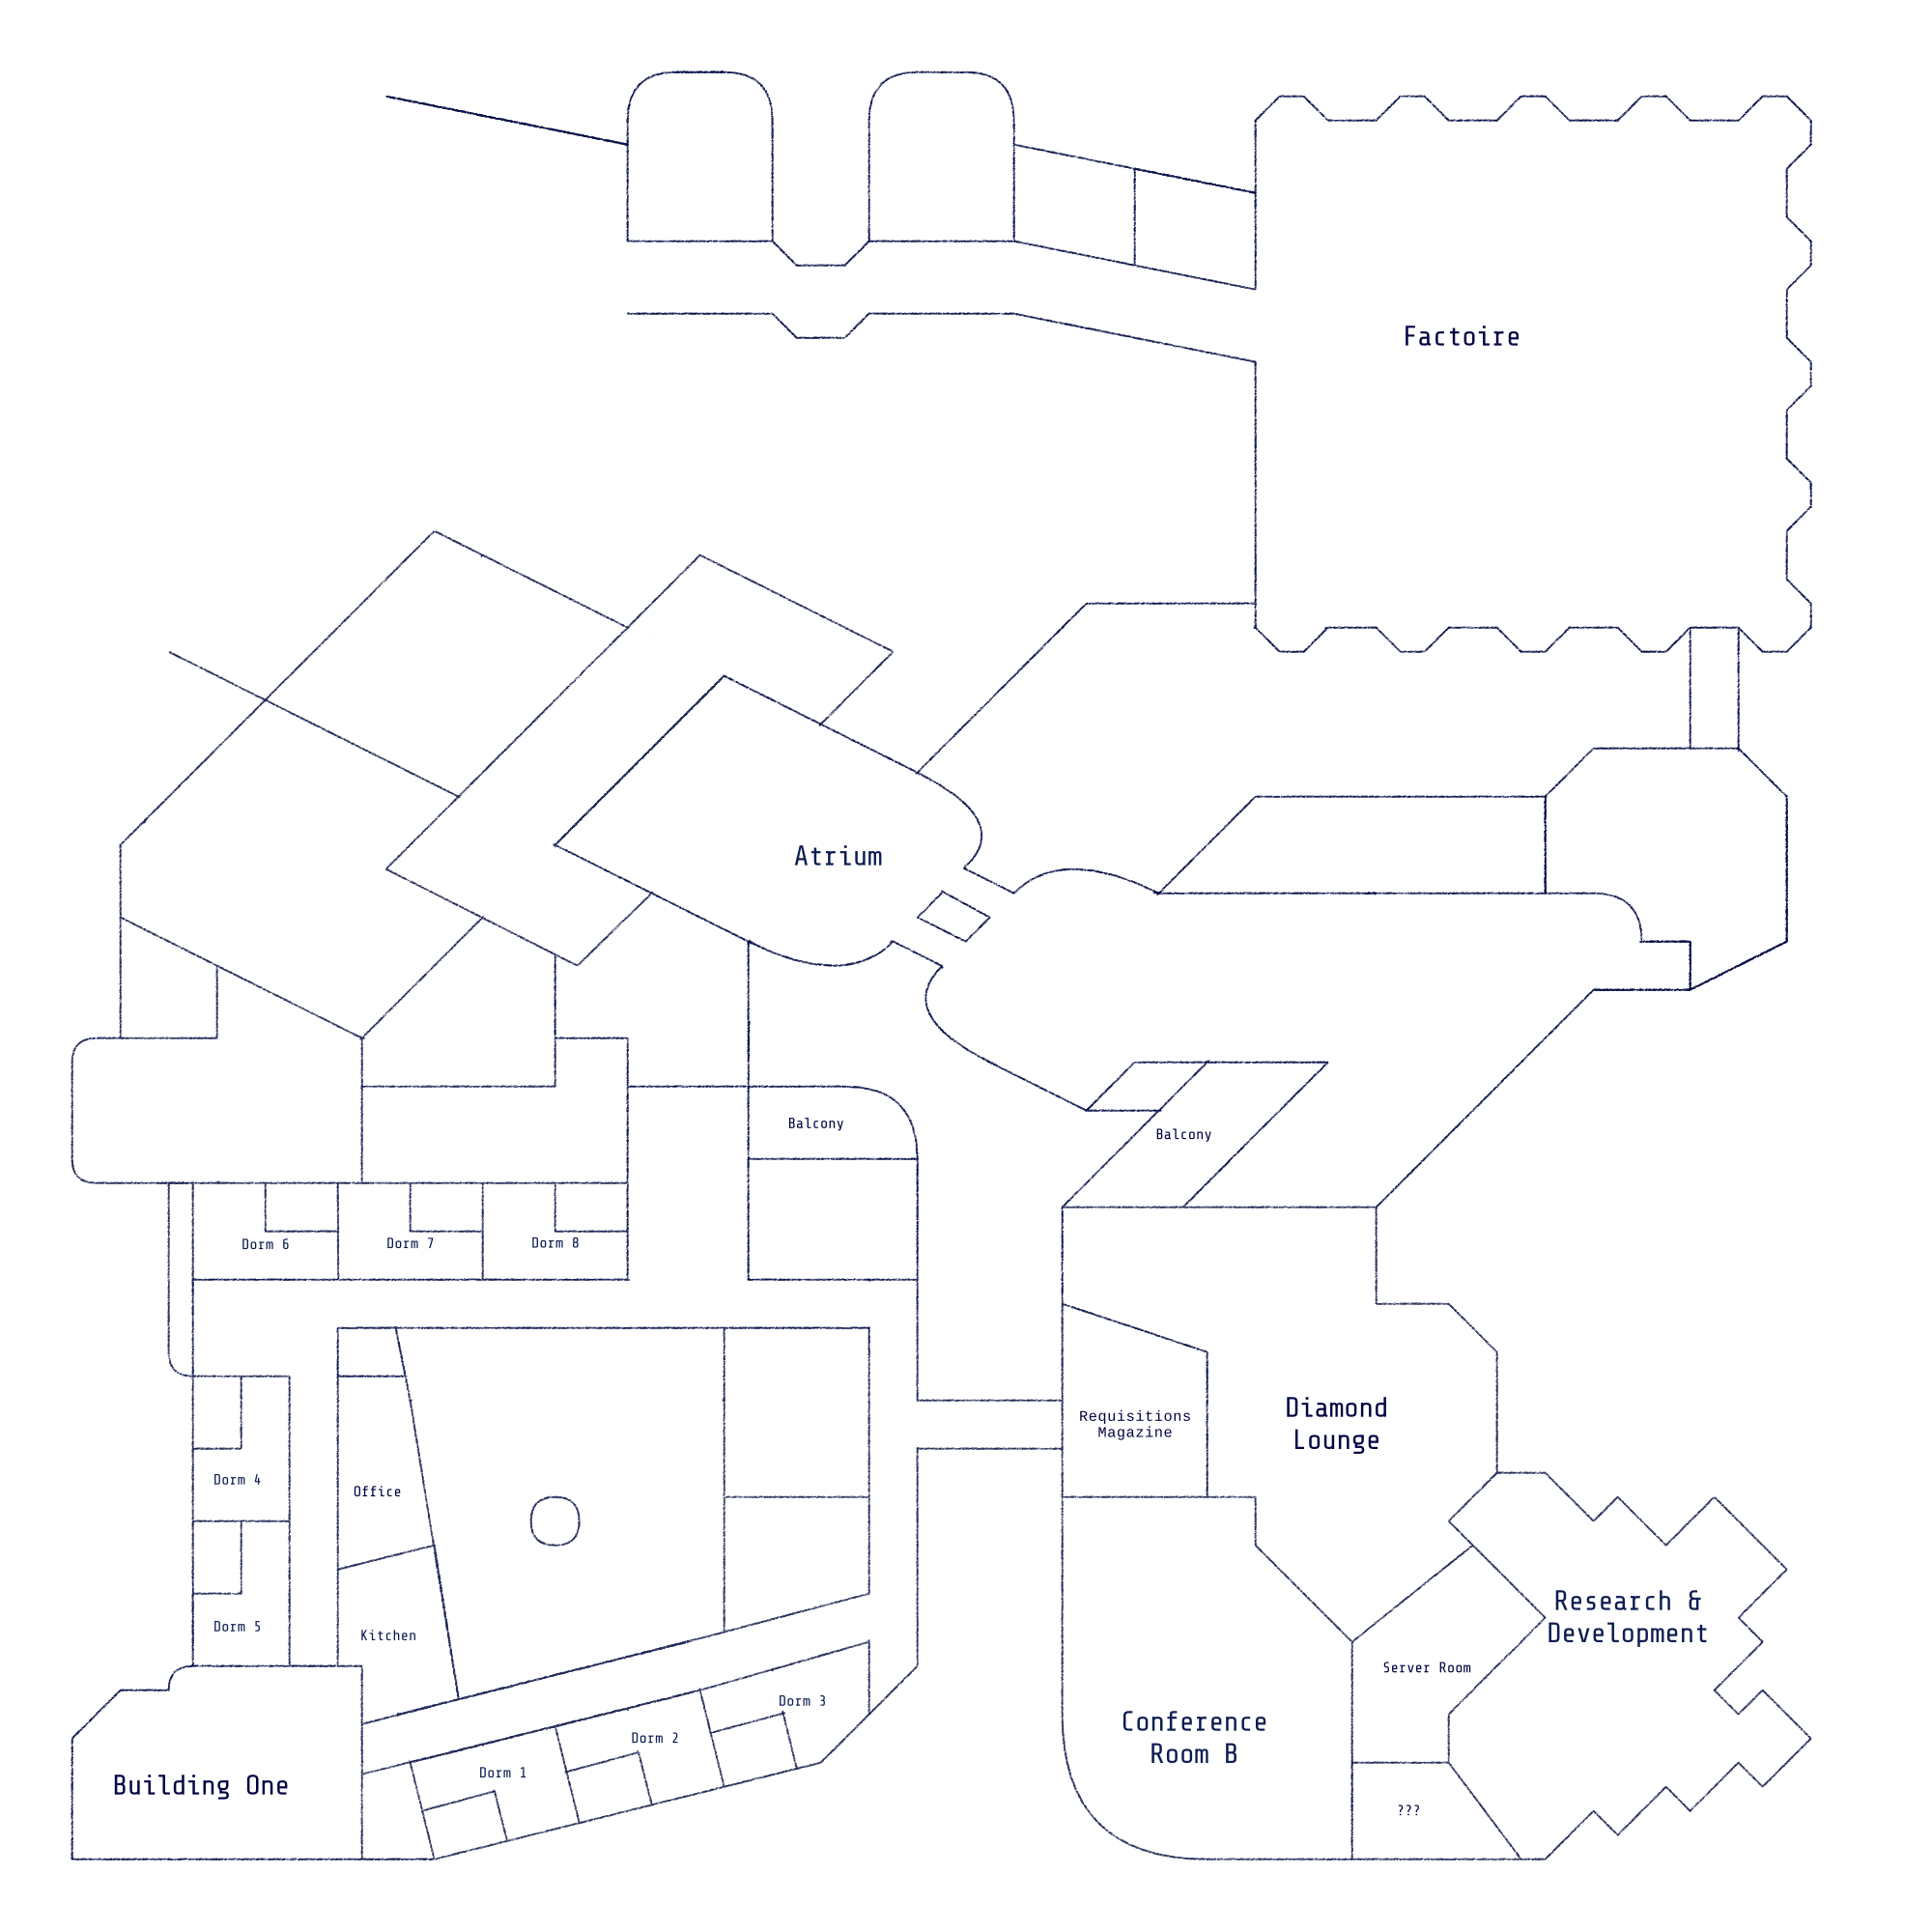 Factoire
Atrium
Balcony
Balcony
Dorm 6
Dorm 7
Dorm 8
Requisitions
Magazine
Diamond
Lounge
Dorm 4
Office
Dorm 5
Kitchen
Research &
Development
Server Room
Dorm 3
Dorm 2
Dorm 1
Conference
Room B
Building One
???